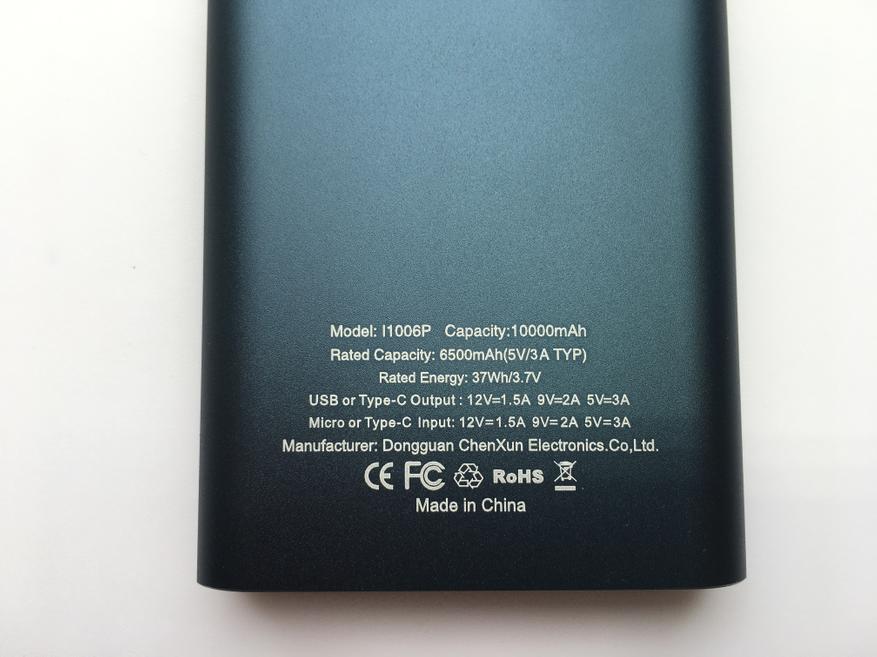 Model: I1006P Capacity:10000mAh
Rated Capacity: 6500mAh(5V/3A TYP)
Rated Energy: 37Wh/3.7V
USB or Type-C Output : 12V=1.5A 9V=2A 5V=3A
Micro or Type-C Input: 12V=1.5A 9V=2A 5V=3A
Manufacturer: Dongguan ChenXun Electronics.Co,Ltd.
CE FC RoHS
Made in China